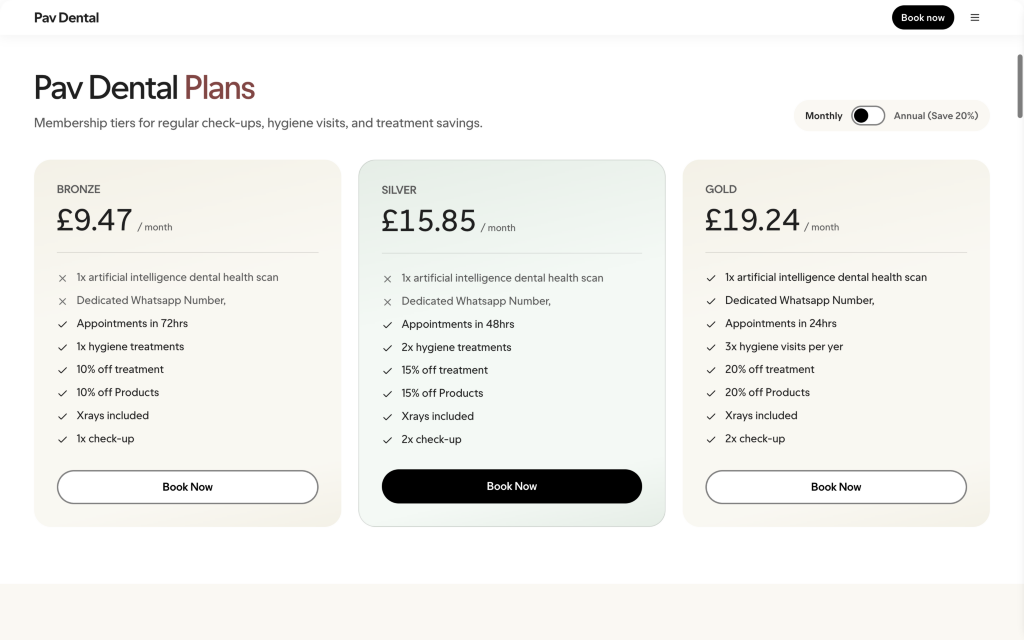 Pav Dental
Book now
Pav Dental Plans
Membership tiers for regular check-ups, hygiene visits, and treatment savings.
Monthly
Annual (Save 20%)
BRONZE
£9.47 / month
1x artificial intelligence dental health scan
Dedicated Whatsapp Number,
Appointments in 72hrs
1x hygiene treatments
10% off treatment
10% off Products
Xrays included
1x check-up
Book Now
SILVER
£15.85 / month
1x artificial intelligence dental health scan
Dedicated Whatsapp Number,
Appointments in 48hrs
2x hygiene treatments
15% off treatment
15% off Products
Xrays included
2x check-up
Book Now
GOLD
£19.24 / month
1x artificial intelligence dental health scan
Dedicated Whatsapp Number,
Appointments in 24hrs
3x hygiene visits per yer
20% off treatment
20% off Products
Xrays included
2x check-up
Book Now